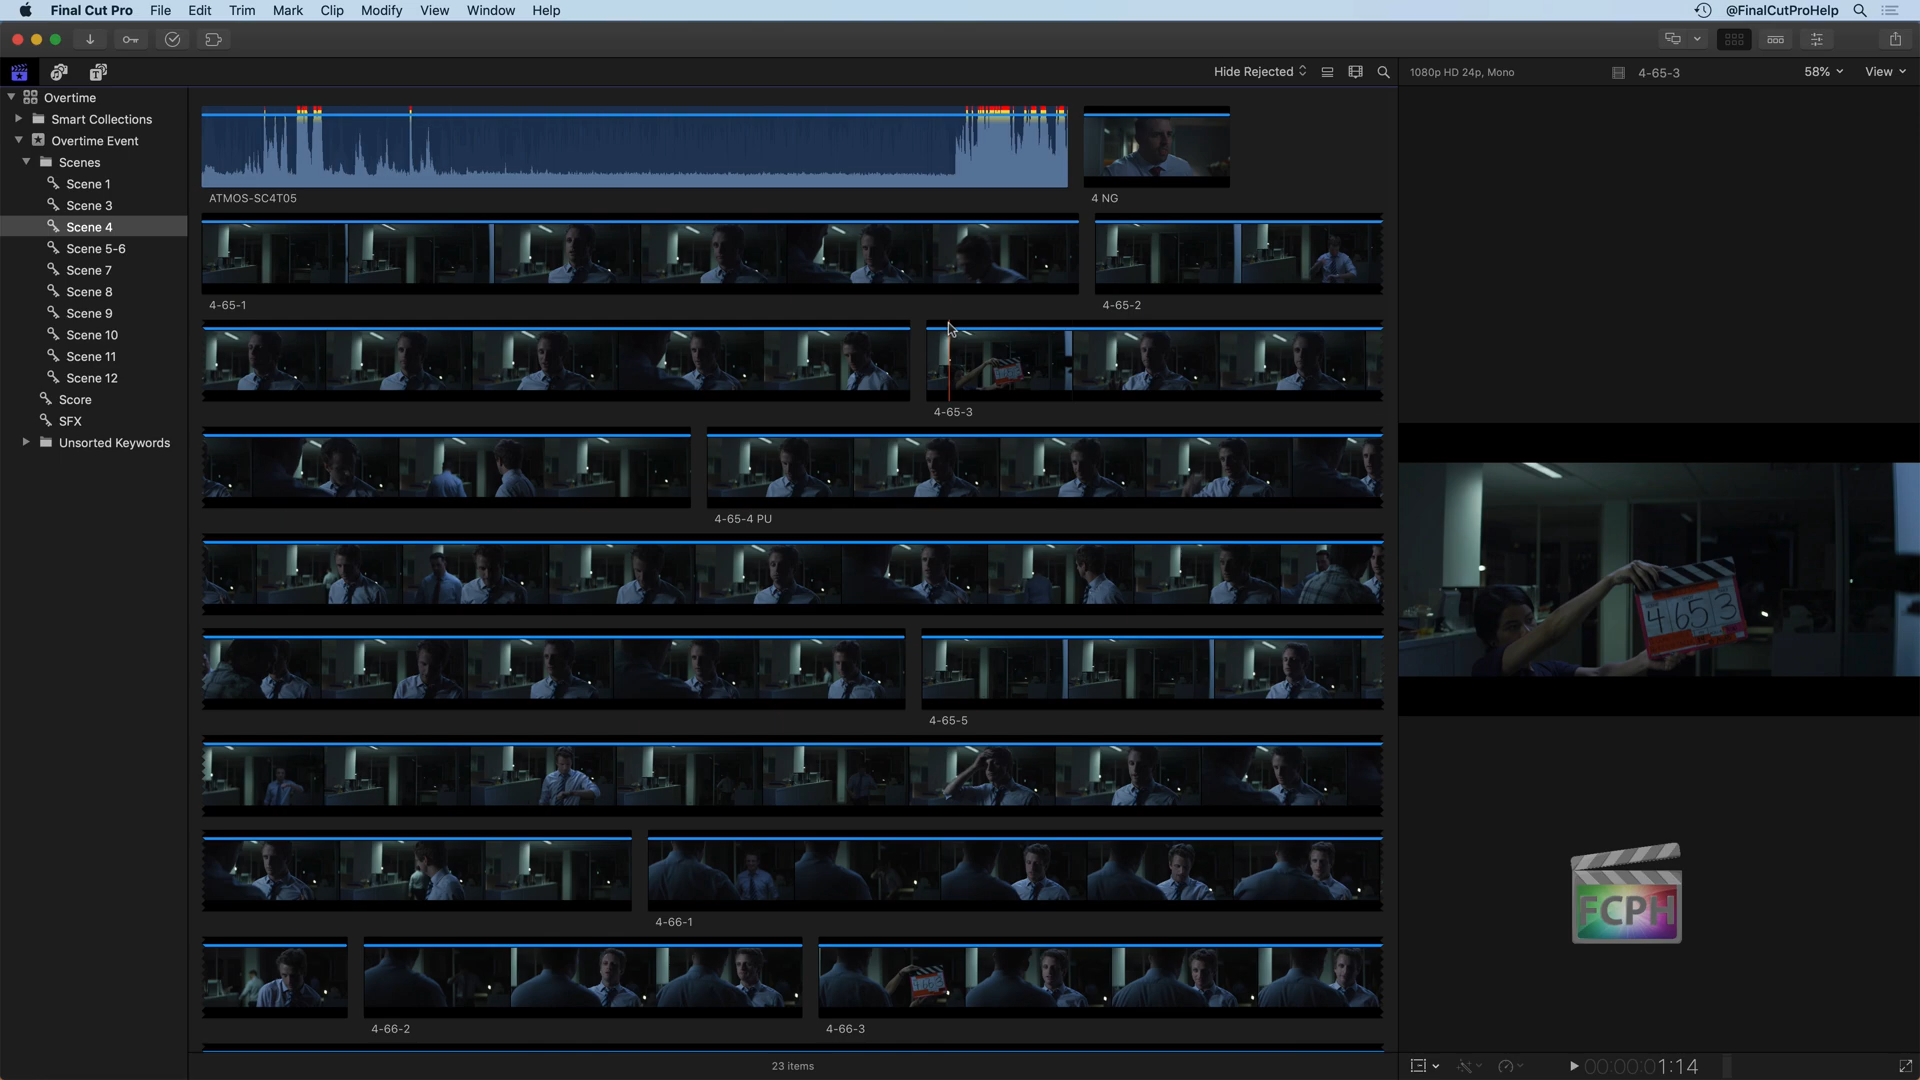 Final Cut Pro File Edit Trim Mark Clip Modify View Window Help @FinalCutProHelp
Hide Rejected 1080p HD 24p, Mono 4-65-3 58% View
Overtime
Smart Collections
Overtime Event
Scenes
Scene 1
Scene 3
Scene 4
Scene 5-6
Scene 7
Scene 8
Scene 9
Scene 10
Scene 11
Scene 12
Score
SFX
Unsorted Keywords
ATMOS-SC4T05 4 NG
4-65-1 4-65-2
4-65-3
4-65-4 PU
4-65-5
4-66-1
4-66-2 4-66-3
4 65 3
FCPH
23 items 00:00:01:14